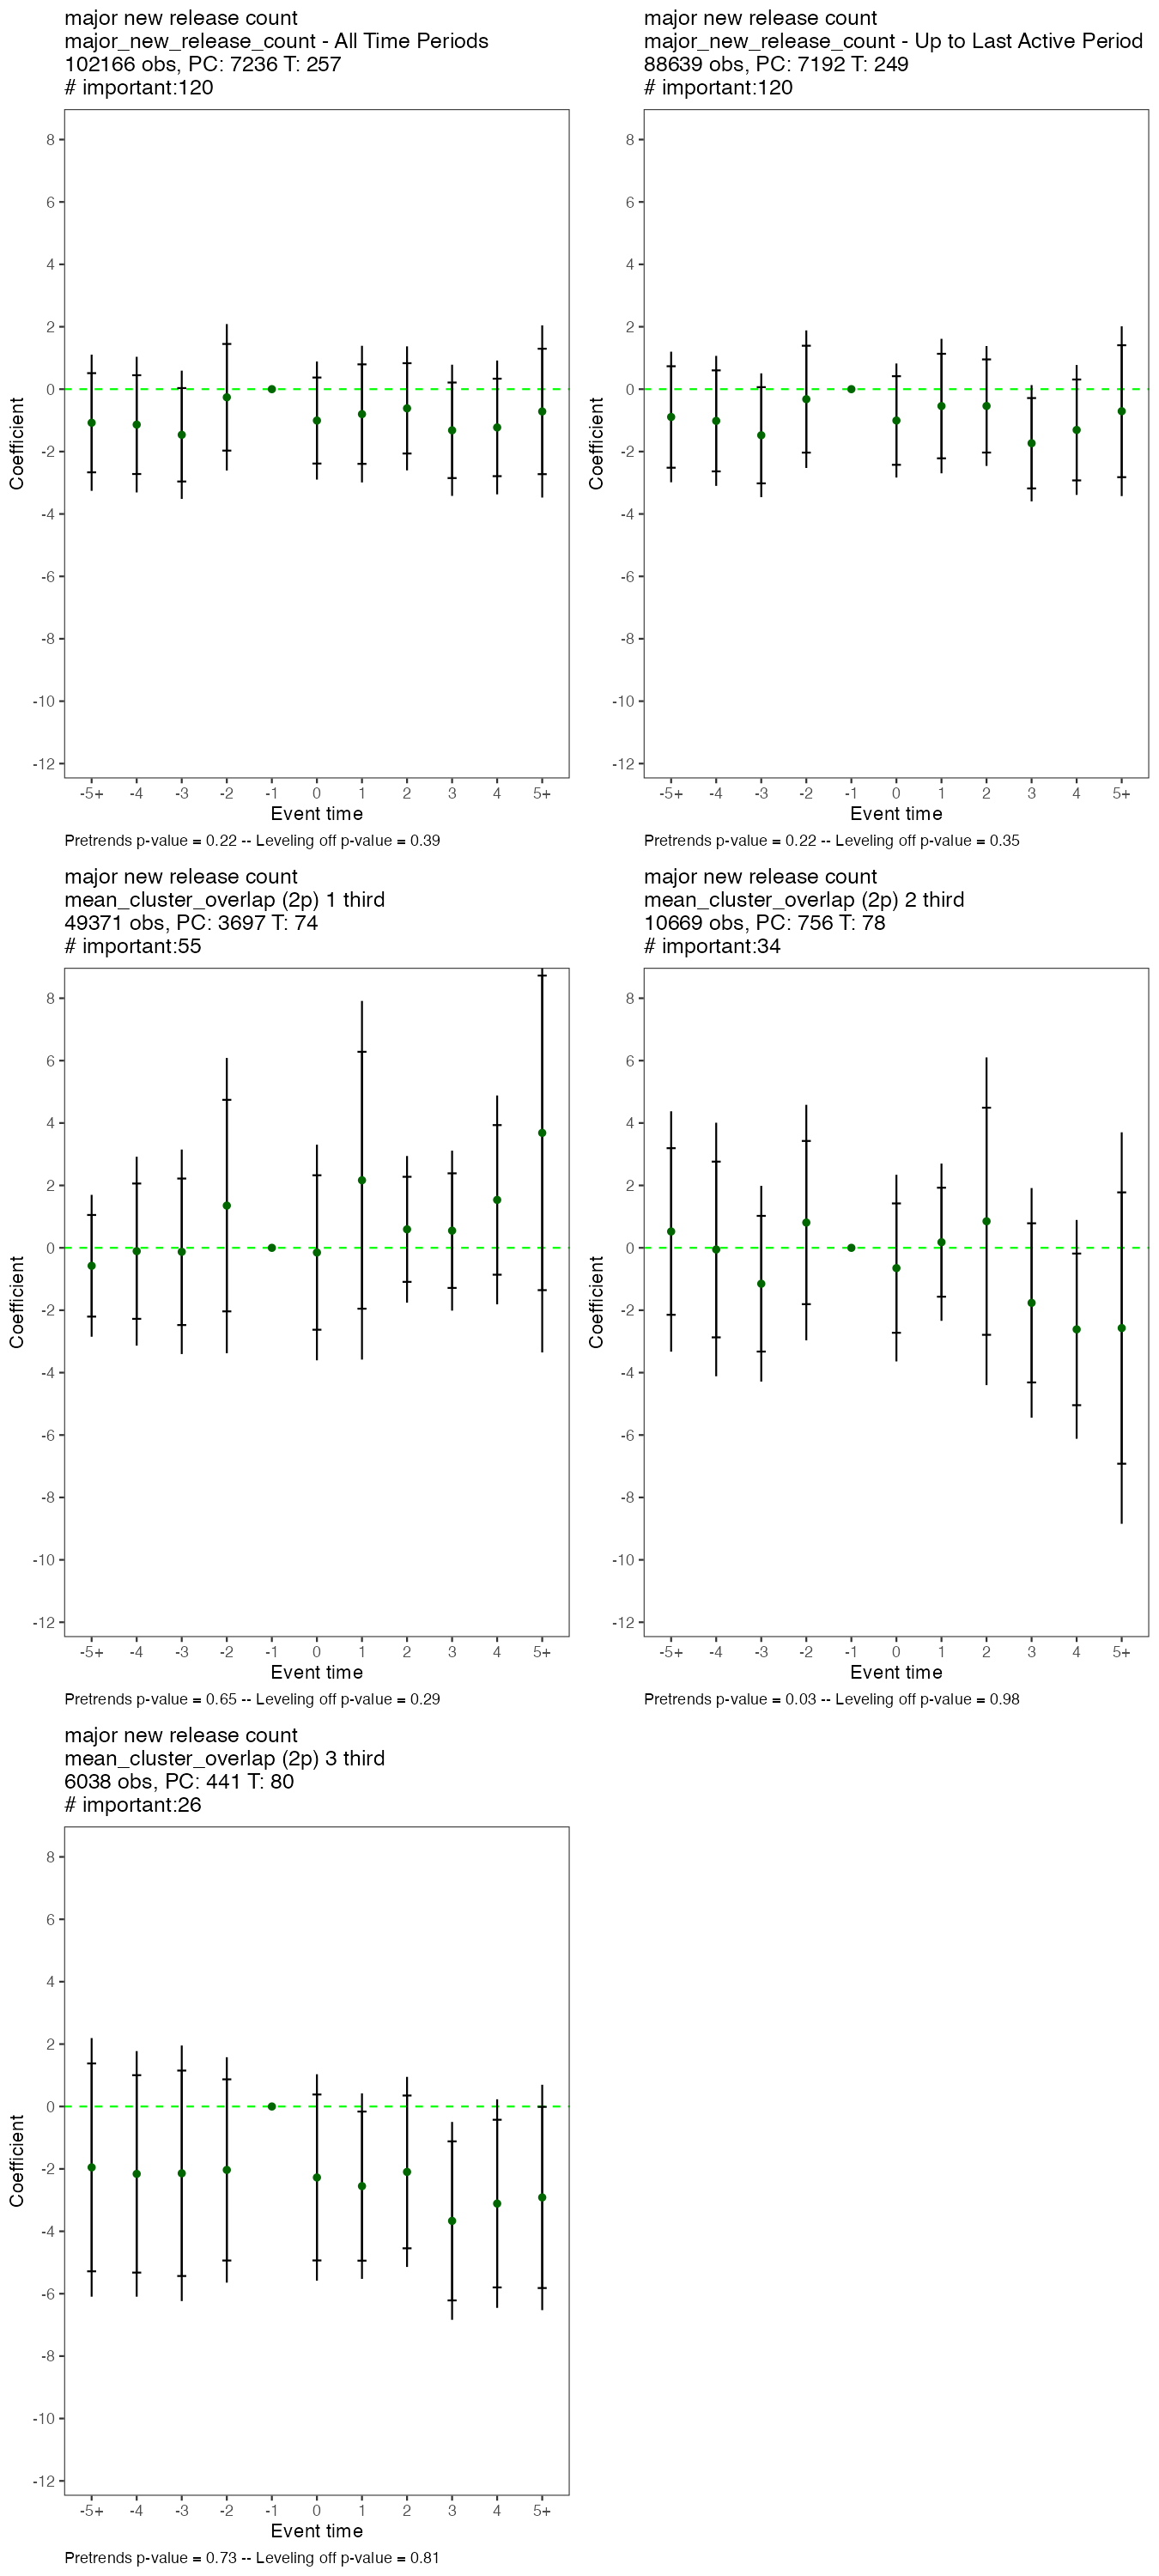 major new release count
major_new_release_count - All Time Periods
102166 obs, PC: 7236 T: 257
# important:120
8
6
4
2
0
-2
-4
-6
-8
-10
-12
Coefficient
-5+ -4 -3 -2 -1 0 1 2 3 4 5+
Event time
Pretrends p-value = 0.22 -- Leveling off p-value = 0.39
major new release count
major_new_release_count - Up to Last Active Period
88639 obs, PC: 7192 T: 249
# important:120
8
6
4
2
0
-2
-4
-6
-8
-10
-12
Coefficient
-5+ -4 -3 -2 -1 0 1 2 3 4 5+
Event time
Pretrends p-value = 0.22 -- Leveling off p-value = 0.35
major new release count
mean_cluster_overlap (2p) 1 third
49371 obs, PC: 3697 T: 74
# important:55
8
6
4
2
0
-2
-4
-6
-8
-10
-12
Coefficient
-5+ -4 -3 -2 -1 0 1 2 3 4 5+
Event time
Pretrends p-value = 0.65 -- Leveling off p-value = 0.29
major new release count
mean_cluster_overlap (2p) 2 third
10669 obs, PC: 756 T: 78
# important:34
8
6
4
2
0
-2
-4
-6
-8
-10
-12
Coefficient
-5+ -4 -3 -2 -1 0 1 2 3 4 5+
Event time
Pretrends p-value = 0.03 -- Leveling off p-value = 0.98
major new release count
mean_cluster_overlap (2p) 3 third
6038 obs, PC: 441 T: 80
# important:26
8
6
4
2
0
-2
-4
-6
-8
-10
-12
Coefficient
-5+ -4 -3 -2 -1 0 1 2 3 4 5+
Event time
Pretrends p-value = 0.73 -- Leveling off p-value = 0.81